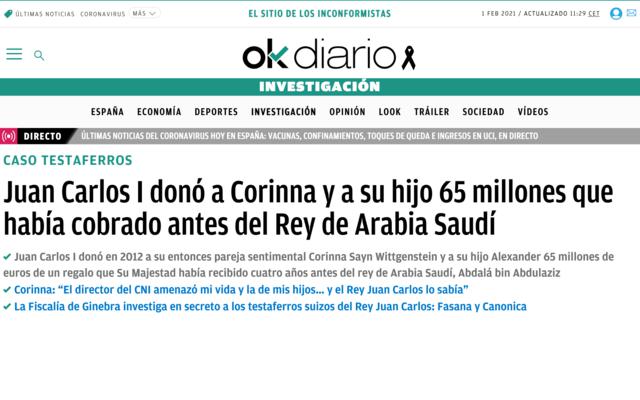 ÚLTIMAS NOTICIAS CORONAVIRUS MÁS
EL SITIO DE LOS INCONFORMISTAS
1 FEB 2021 / ACTUALIZADO 11:29 CET
okdiario
INVESTIGACIÓN
ESPAÑA ECONOMÍA DEPORTES INVESTIGACIÓN OPINIÓN LOOK TRÁILER SOCIEDAD VÍDEOS
DIRECTO ÚLTIMAS NOTICIAS DEL CORONAVIRUS HOY EN ESPAÑA: VACUNAS, CONFINAMIENTOS, TOQUES DE QUEDA E INGRESOS EN UCI, EN DIRECTO
CASO TESTAFERROS
Juan Carlos I donó a Corinna y a su hijo 65 millones que
había cobrado antes del Rey de Arabia Saudí
Juan Carlos I donó en 2012 a su entonces pareja sentimental Corinna Sayn Wittgenstein y a su hijo Alexander 65 millones de
euros de un regalo que Su Majestad había recibido cuatro años antes del rey de Arabia Saudí, Abdalá bin Abdulaziz
Corinna: “El director del CNI amenazó mi vida y la de mis hijos... y el Rey Juan Carlos lo sabía”
La Fiscalía de Ginebra investiga en secreto a los testaferros suizos del Rey Juan Carlos: Fasana y Canonica